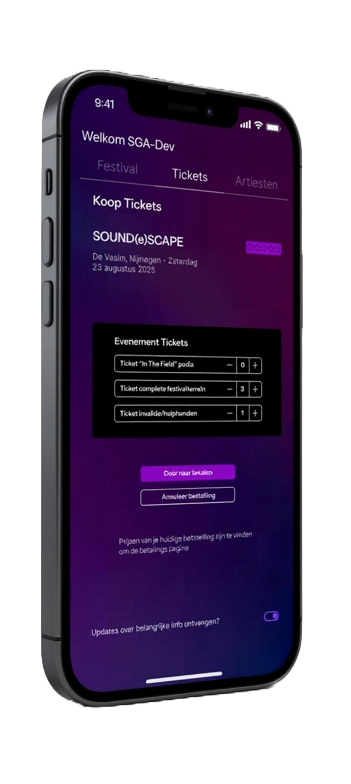 9:41
Welkom SGA-Dev
Festival
Tickets
Artiesten
Koop Tickets
SOUND(e)SCAPE
De Vasim, Nijmegen - Zaterdag
23 augustus 2025
Evenement Tickets
Ticket "In The Field" podia
− 0 +
Ticket complete festivalterrein
− 3 +
Ticket invalide/hulphonden
− 1 +
Door naar betalen
Annuleer bestelling
Prijzen van je huidige bestelling zijn te vinden
om de betalings pagina
Updates over belangrijke info ontvangen?